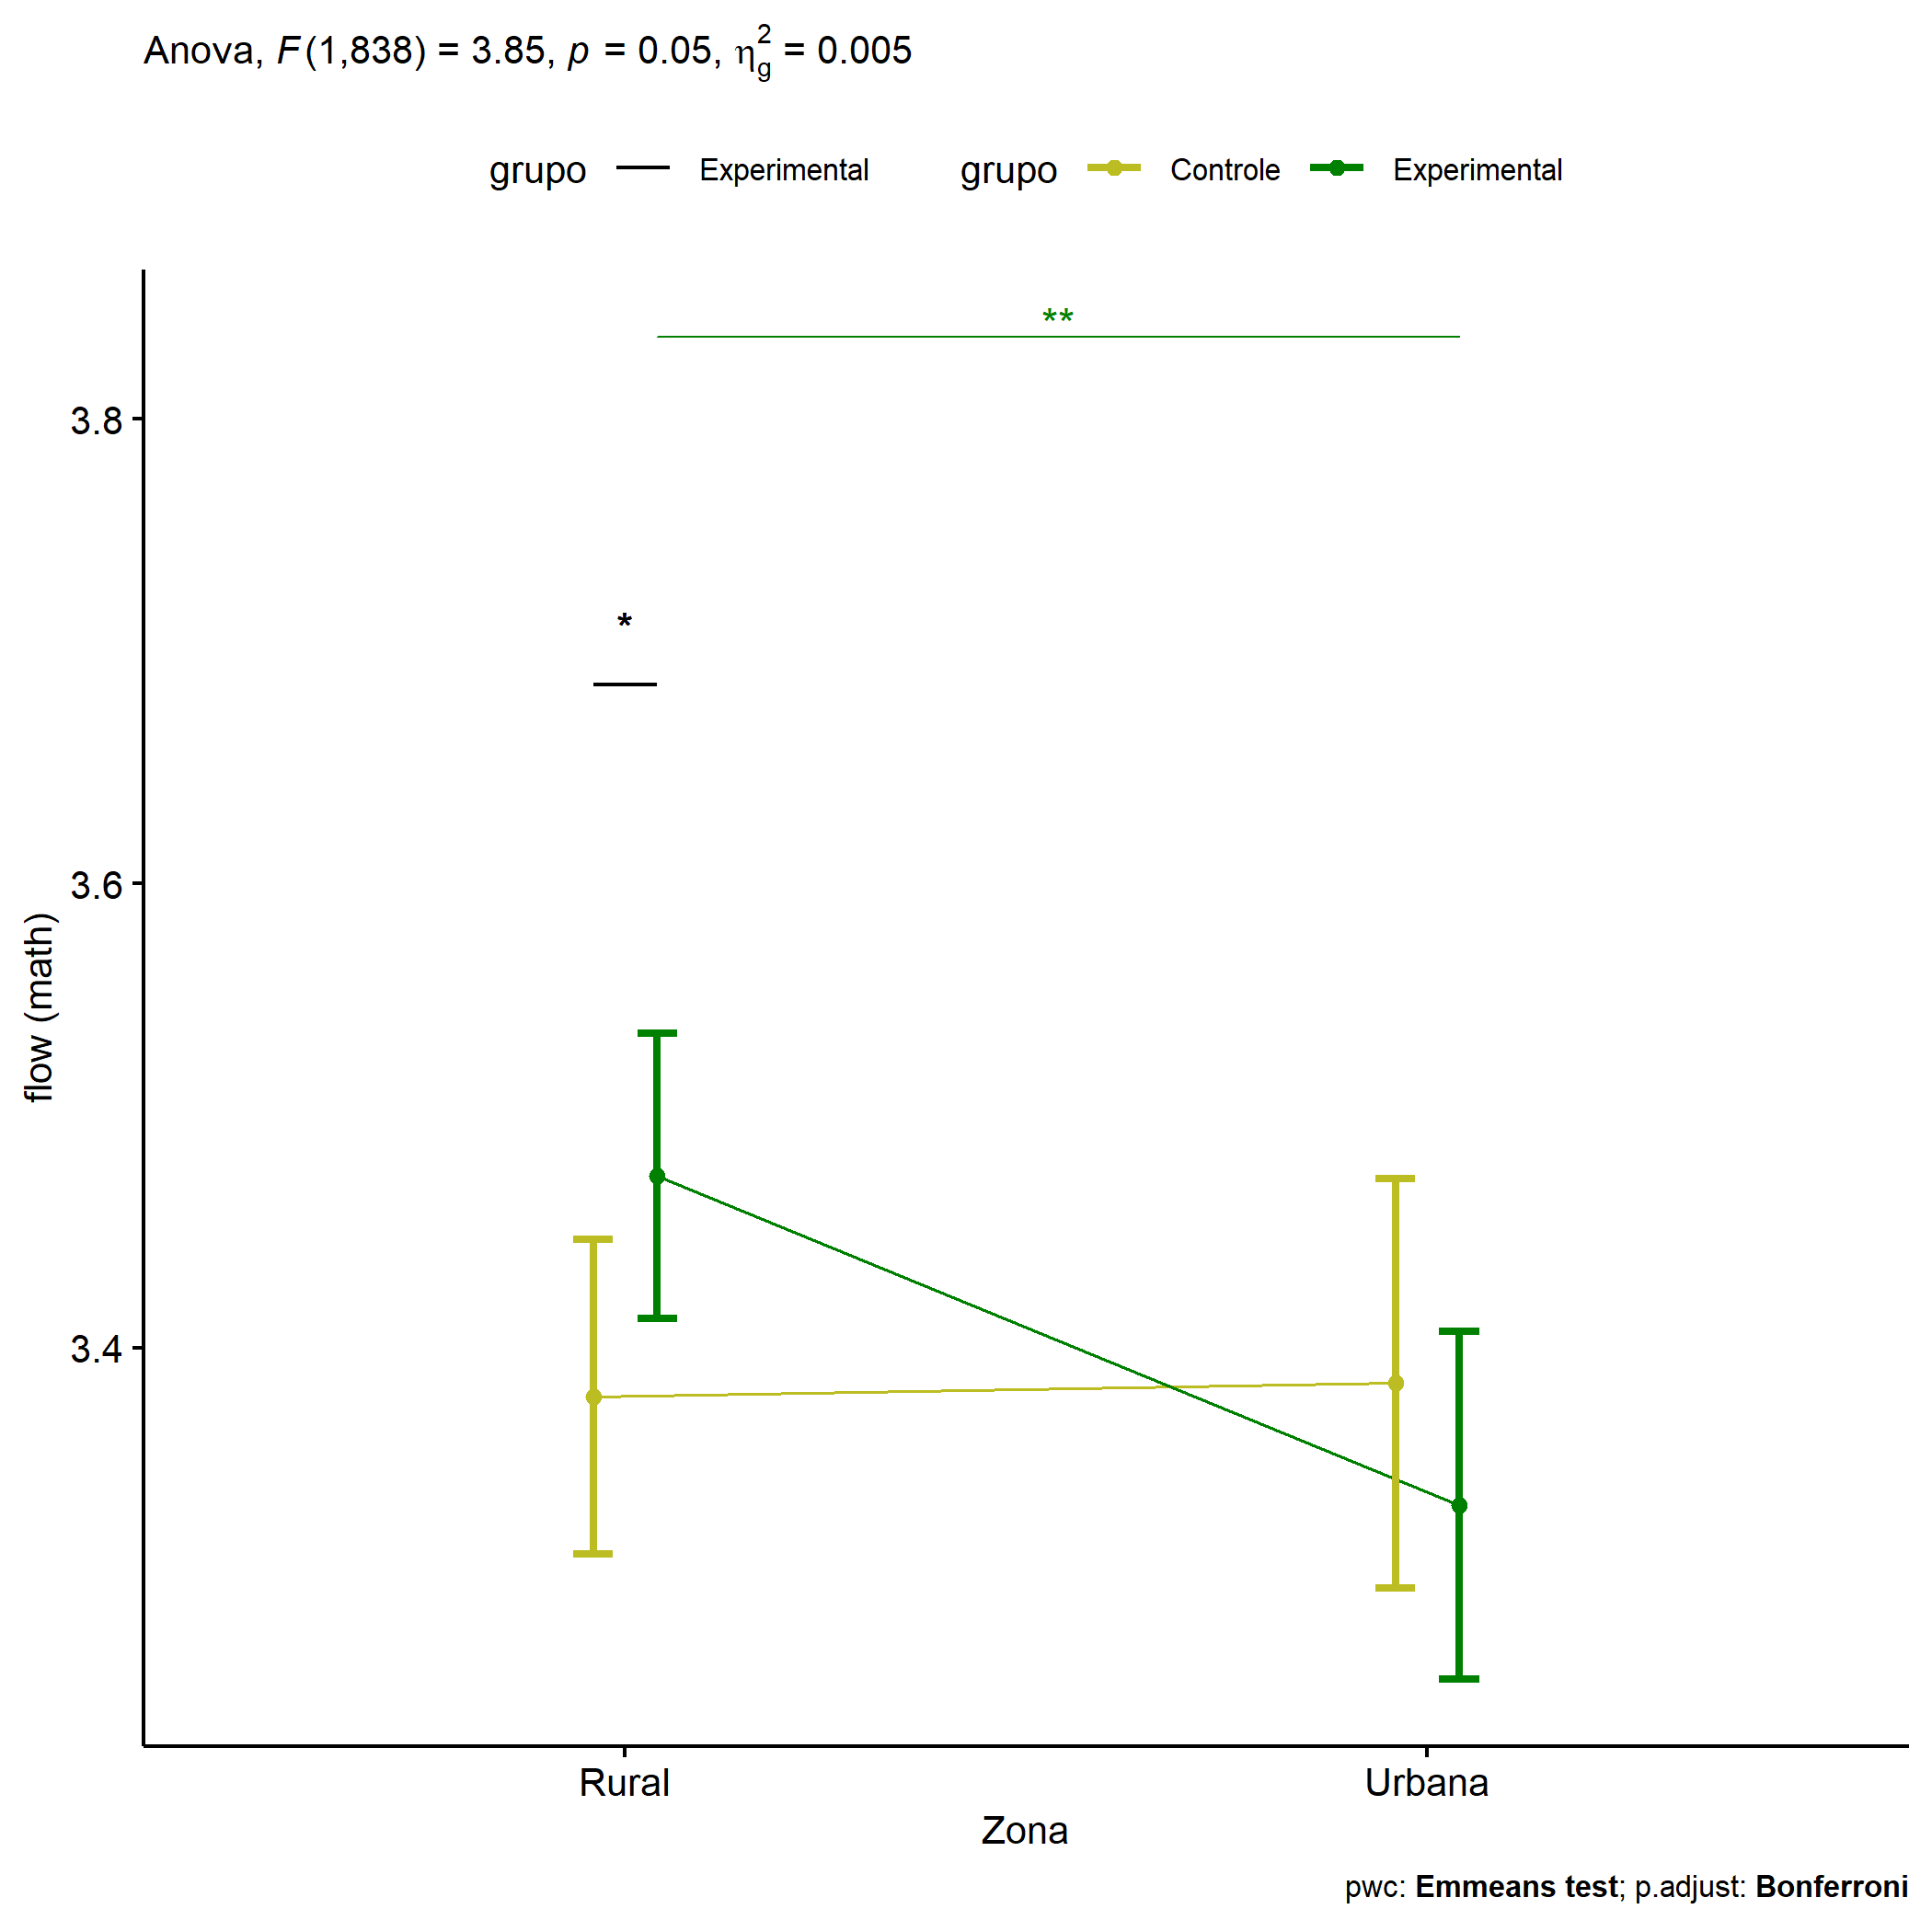 Anova, F(1,838) = 3.85, p = 0.05, η²g = 0.005
grupo Experimental grupo Controle Experimental
**
3.8
*
3.6
flow (math)
3.4
Rural Urbana
Zona
pwc: Emmeans test; p.adjust: Bonferroni